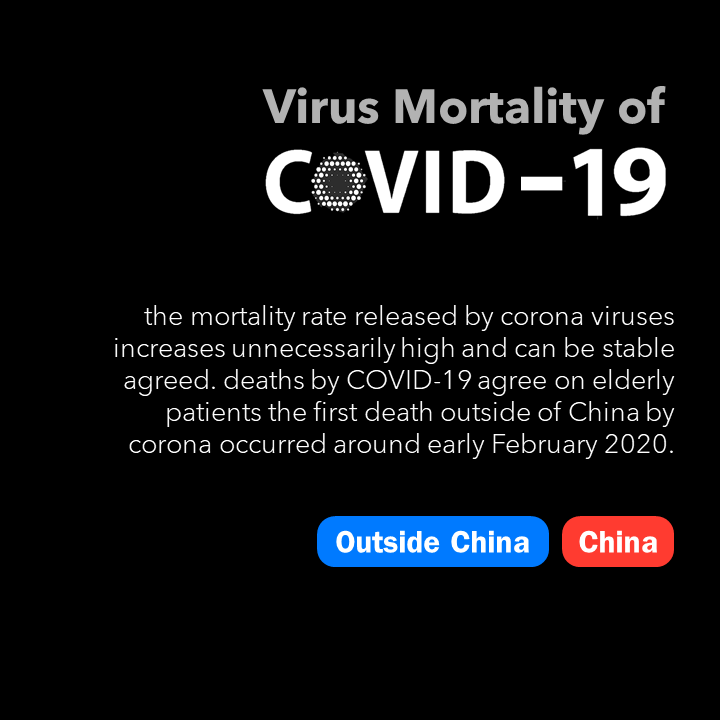 Virus Mortality of
COVID-19
the mortality rate released by corona viruses
increases unnecessarily high and can be stable
agreed. deaths by COVID-19 agree on elderly
patients the first death outside of China by
corona occurred around early February 2020.
Outside China
China